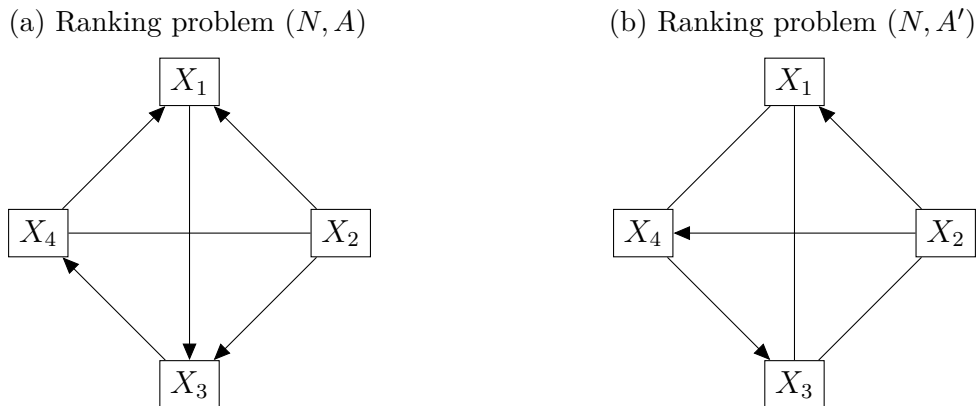 (a) Ranking problem (N, A)
X₁
X₄ X₂
X₃
(b) Ranking problem (N, A′)
X₁
X₄ X₂
X₃